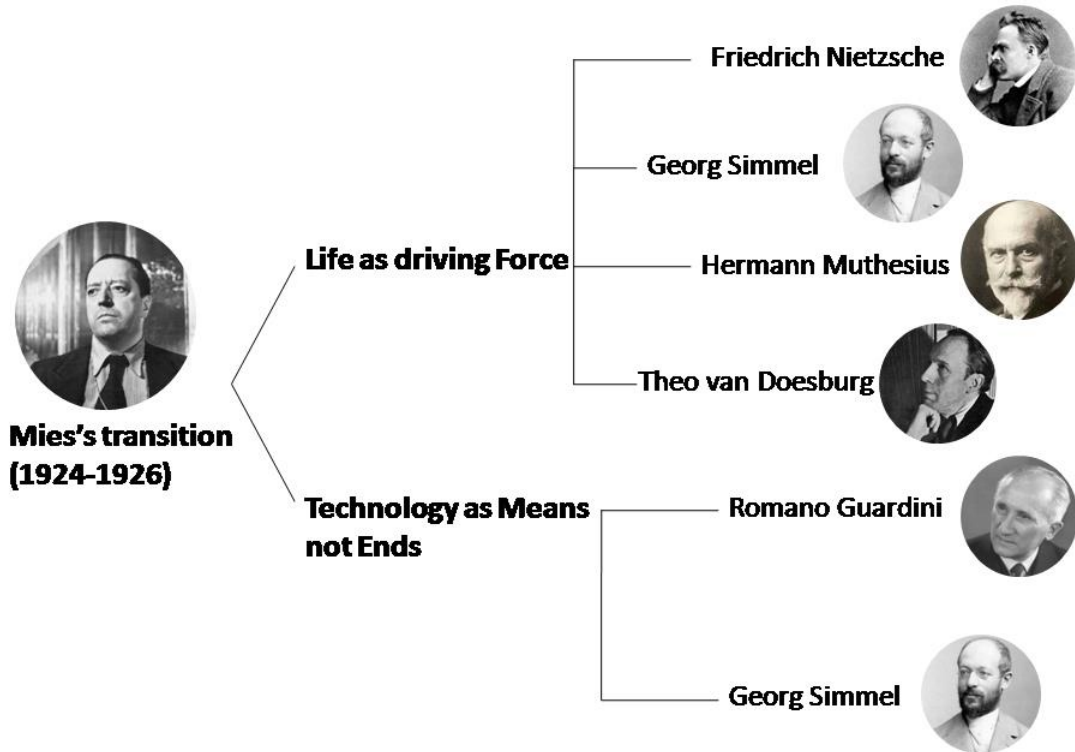 Friedrich Nietzsche
Georg Simmel
Life as driving Force
Hermann Muthesius
Theo van Doesburg
Mies's transition
(1924-1926)
Technology as Means
not Ends
Romano Guardini
Georg Simmel